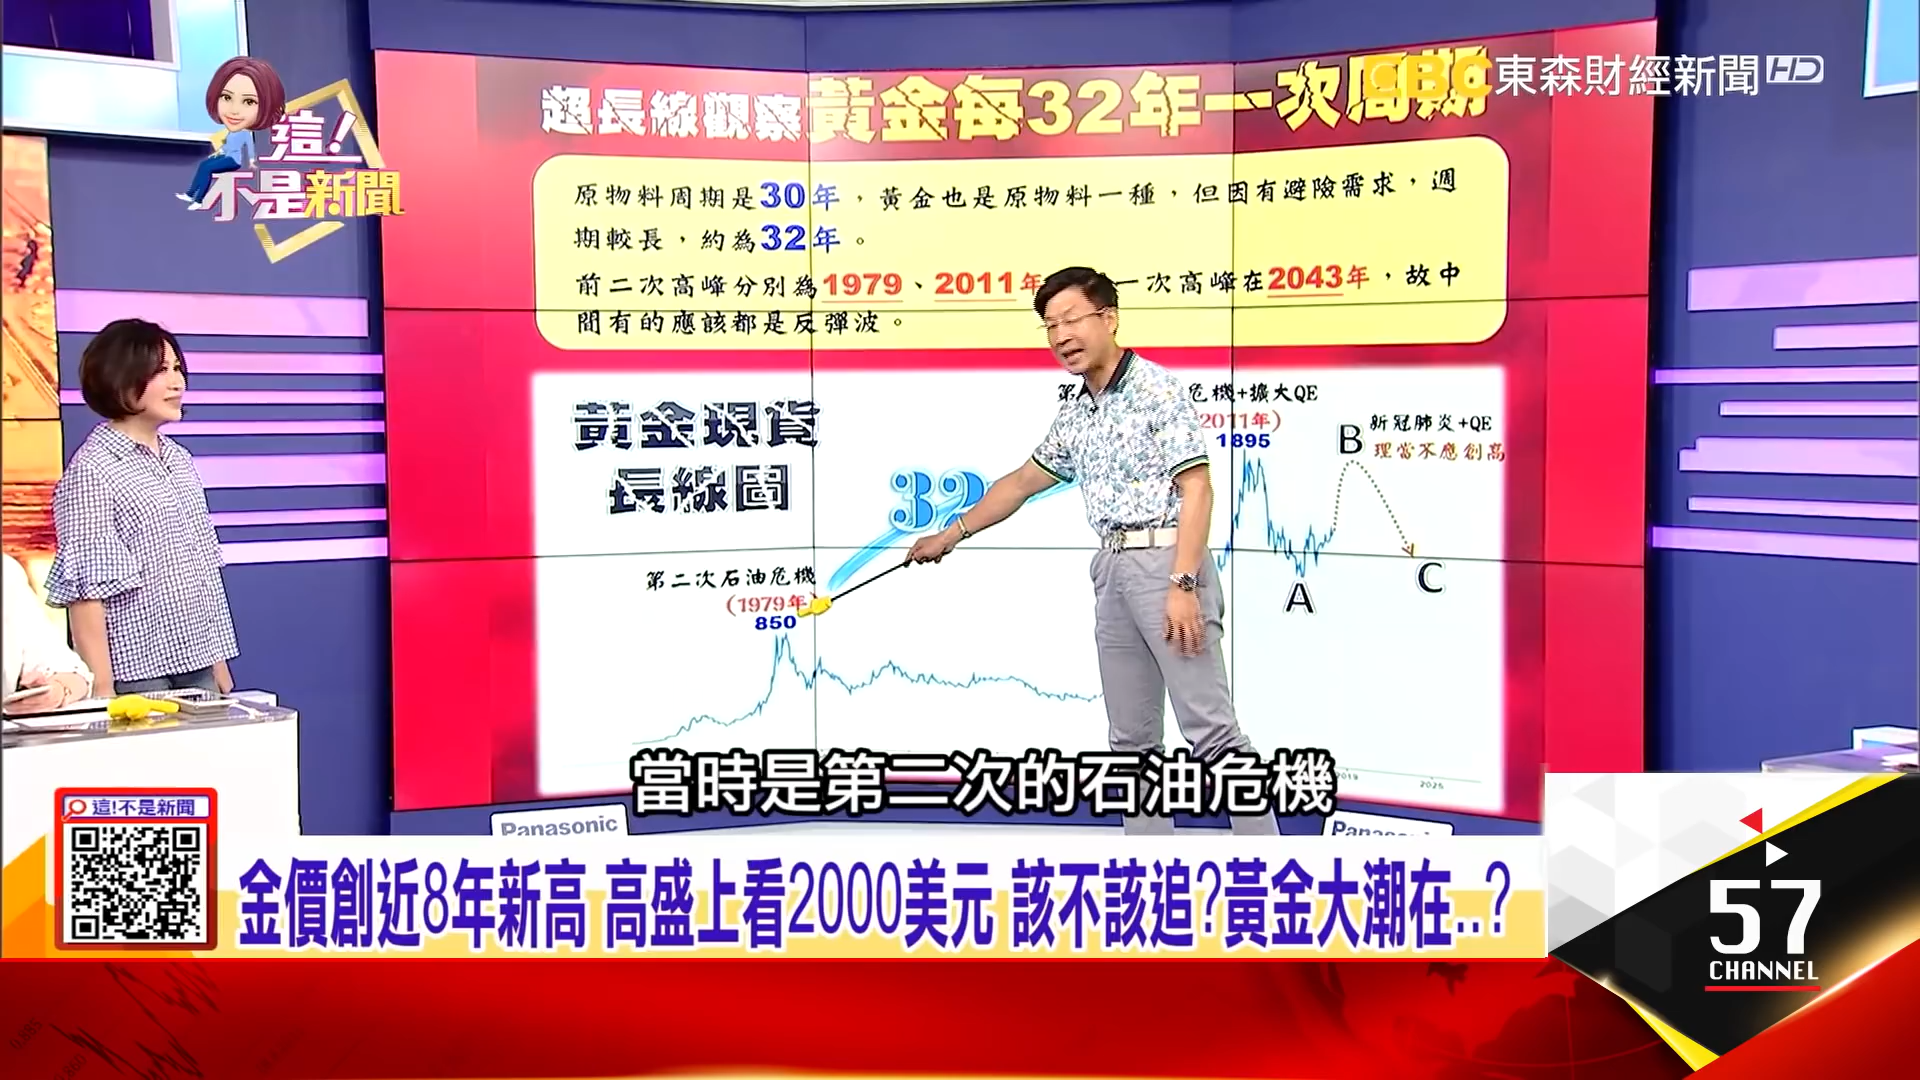 超長線觀察黃金每32年一次周期
EBC東森財經新聞HD
這!
不是新聞
原物料周期是30年，黃金也是原物料一種，但因有避險需求，週
期較長，約為32年。
前二次高峰分別為1979、2011年 一次高峰在2043年，故中
間有的應該都是反彈波。
黃金現貨
長線圖
32
第二次石油危機
(1979年)
850
第 危機+擴大QE
2011年)
1895
B
新冠肺炎+QE
理當不應創高
A
C
2019
2025
當時是第二次的石油危機
Panasonic
這!不是新聞
金價創近8年新高 高盛上看2000美元 該不該追?黃金大潮在..?
57
CHANNEL